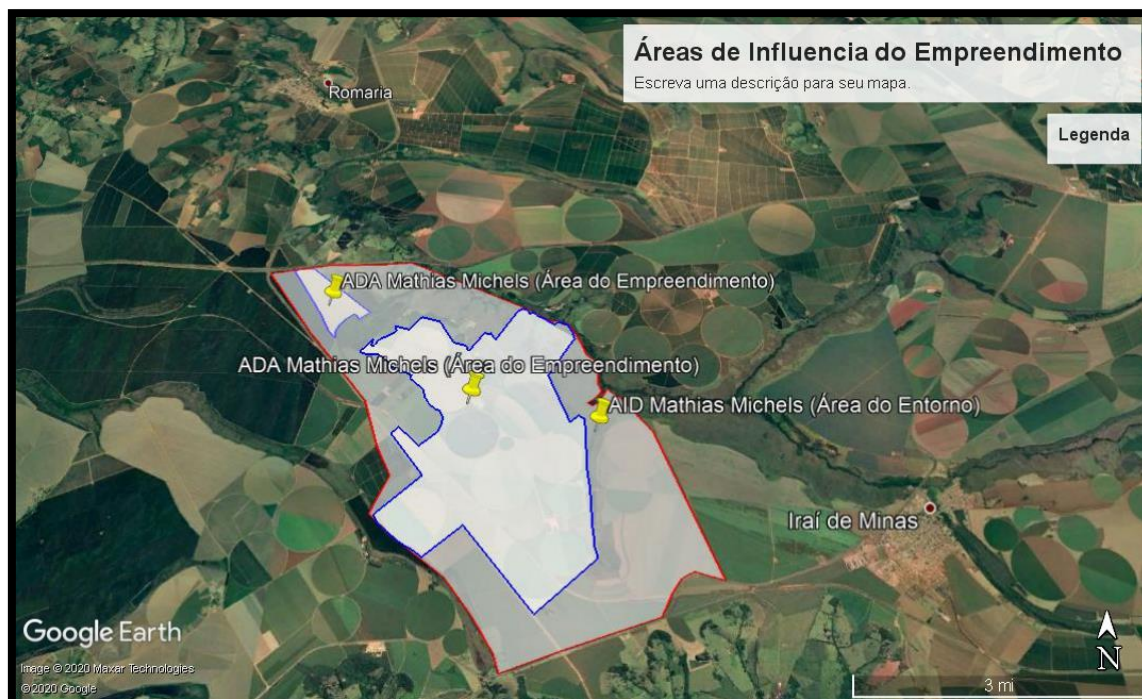 Áreas de Influencia do Empreendimento
Escreva uma descrição para seu mapa.
Romaria
Legenda
ADA Mathias Michels (Área do Empreendimento)
ADA Mathias Michels (Área do Empreendimento)
AID Mathias Michels (Área do Entorno)
Iraí de Minas
Google Earth
Image © 2020 Maxar Technologies
©2020 Google
N
3 mi